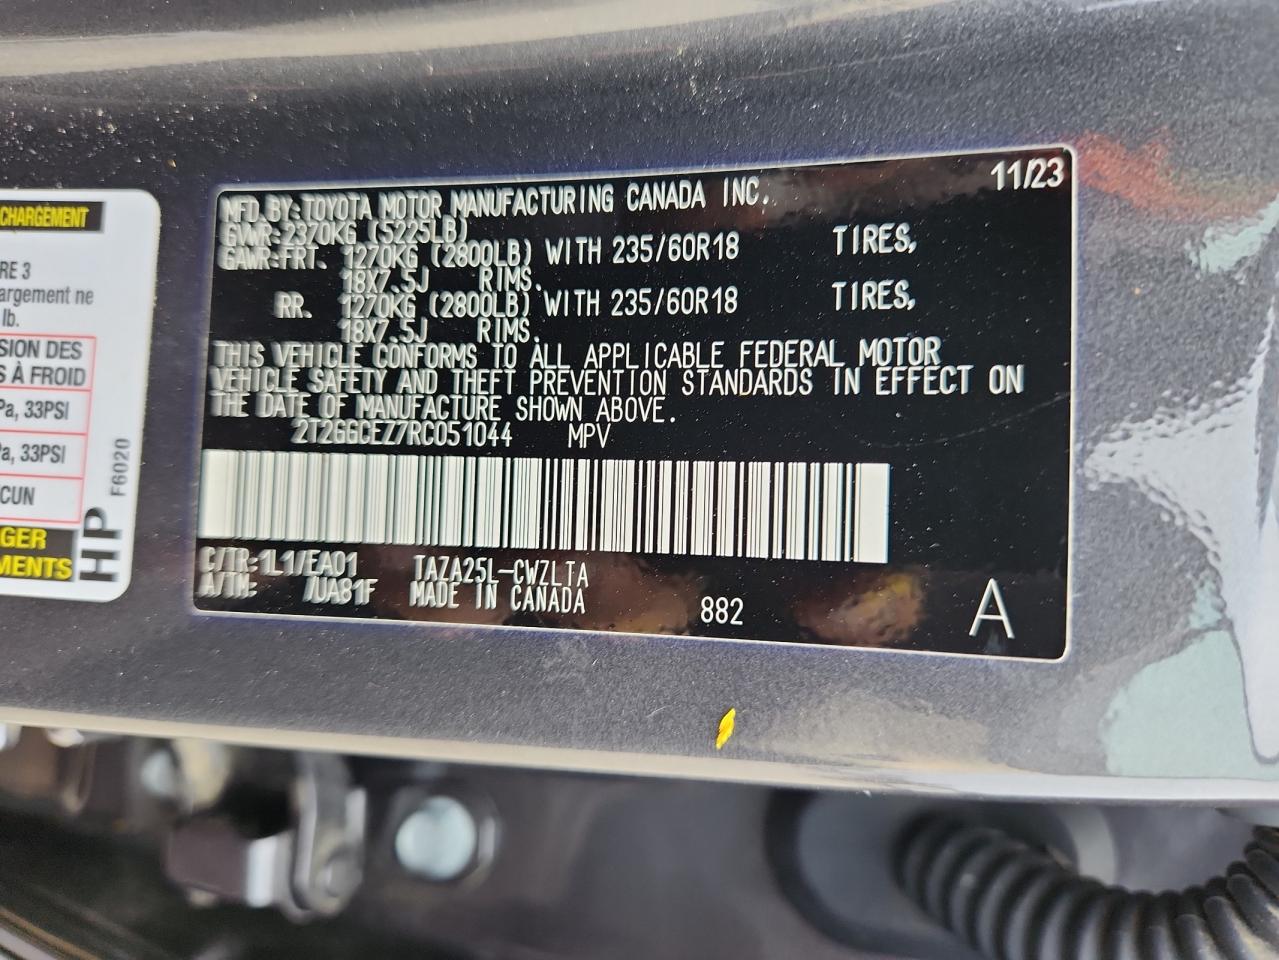 CHARGEMENT
RE 3
argement ne
lb.
SION DES
S À FROID
Pa, 33PSI
Pa, 33PSI
CUN
GER
MENTS
HP
F6020
11/23
MFD.BY:TOYOTA MOTOR MANUFACTURING CANADA INC.
GVWR:2370KG (5225LB)
GAWR:FRT. 1270KG (2800LB) WITH 235/60R18 TIRES,
18X7.5J RIMS.
RR. 1270KG (2800LB) WITH 235/60R18 TIRES,
18X7.5J RIMS.
THIS VEHICLE CONFORMS TO ALL APPLICABLE FEDERAL MOTOR
VEHICLE SAFETY AND THEFT PREVENTION STANDARDS IN EFFECT ON
THE DATE OF MANUFACTURE SHOWN ABOVE.
2T2GGCEZ7RC051044 MPV
C/TR:1L1/EA01 TAZA25L-CWZLTA
A/TM: /UA81F MADE IN CANADA
882
A